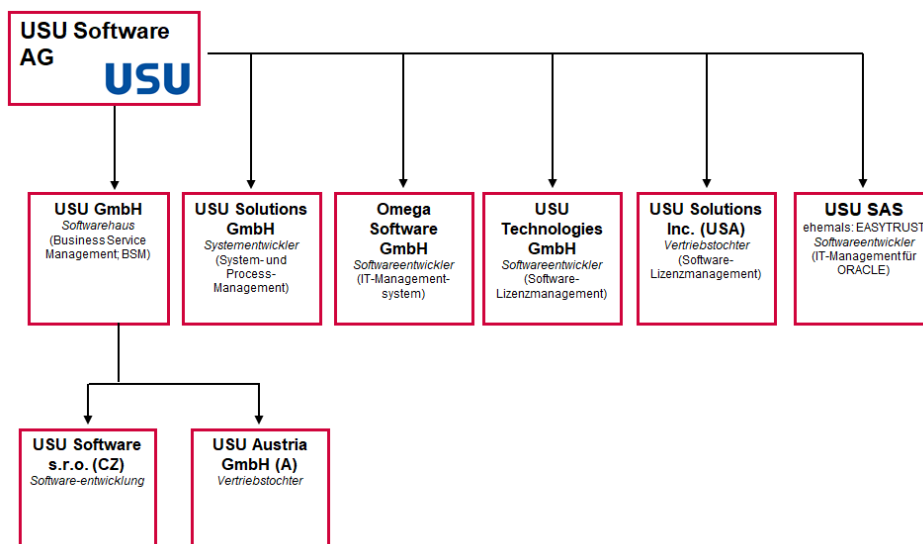 USU Software
AG
USU
USU GmbH
Softwarehaus
(Business Service
Management; BSM)
USU Solutions
GmbH
Systementwickler
(System- und
Process-
Management)
Omega
Software
GmbH
Softwareentwickler
(IT-Management-
system)
USU
Technologies
GmbH
Softwareentwickler
(Software-
Lizenzmanagement)
USU Solutions
Inc. (USA)
Vertriebstochter
(Software-
Lizenzmanagement)
USU SAS
ehemals: EASYTRUST
Softwareentwickler
(IT-Management für
ORACLE)
USU Software
s.r.o. (CZ)
Software-entwicklung
USU Austria
GmbH (A)
Vertriebstochter